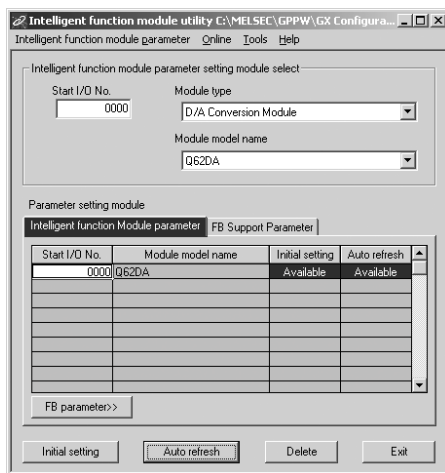 Intelligent function module utility C:\MELSEC\GPPW\GX Configura...
Intelligent function module parameter Online Tools Help
Intelligent function module parameter setting module select
Start I/O No. Module type
0000 D/A Conversion Module
Module model name
Q62DA
Parameter setting module
Intelligent function Module parameter FB Support Parameter
Start I/O No. Module model name Initial setting Auto refresh
0000 Q62DA Available Available
FB parameter>>
Initial setting Auto refresh Delete Exit